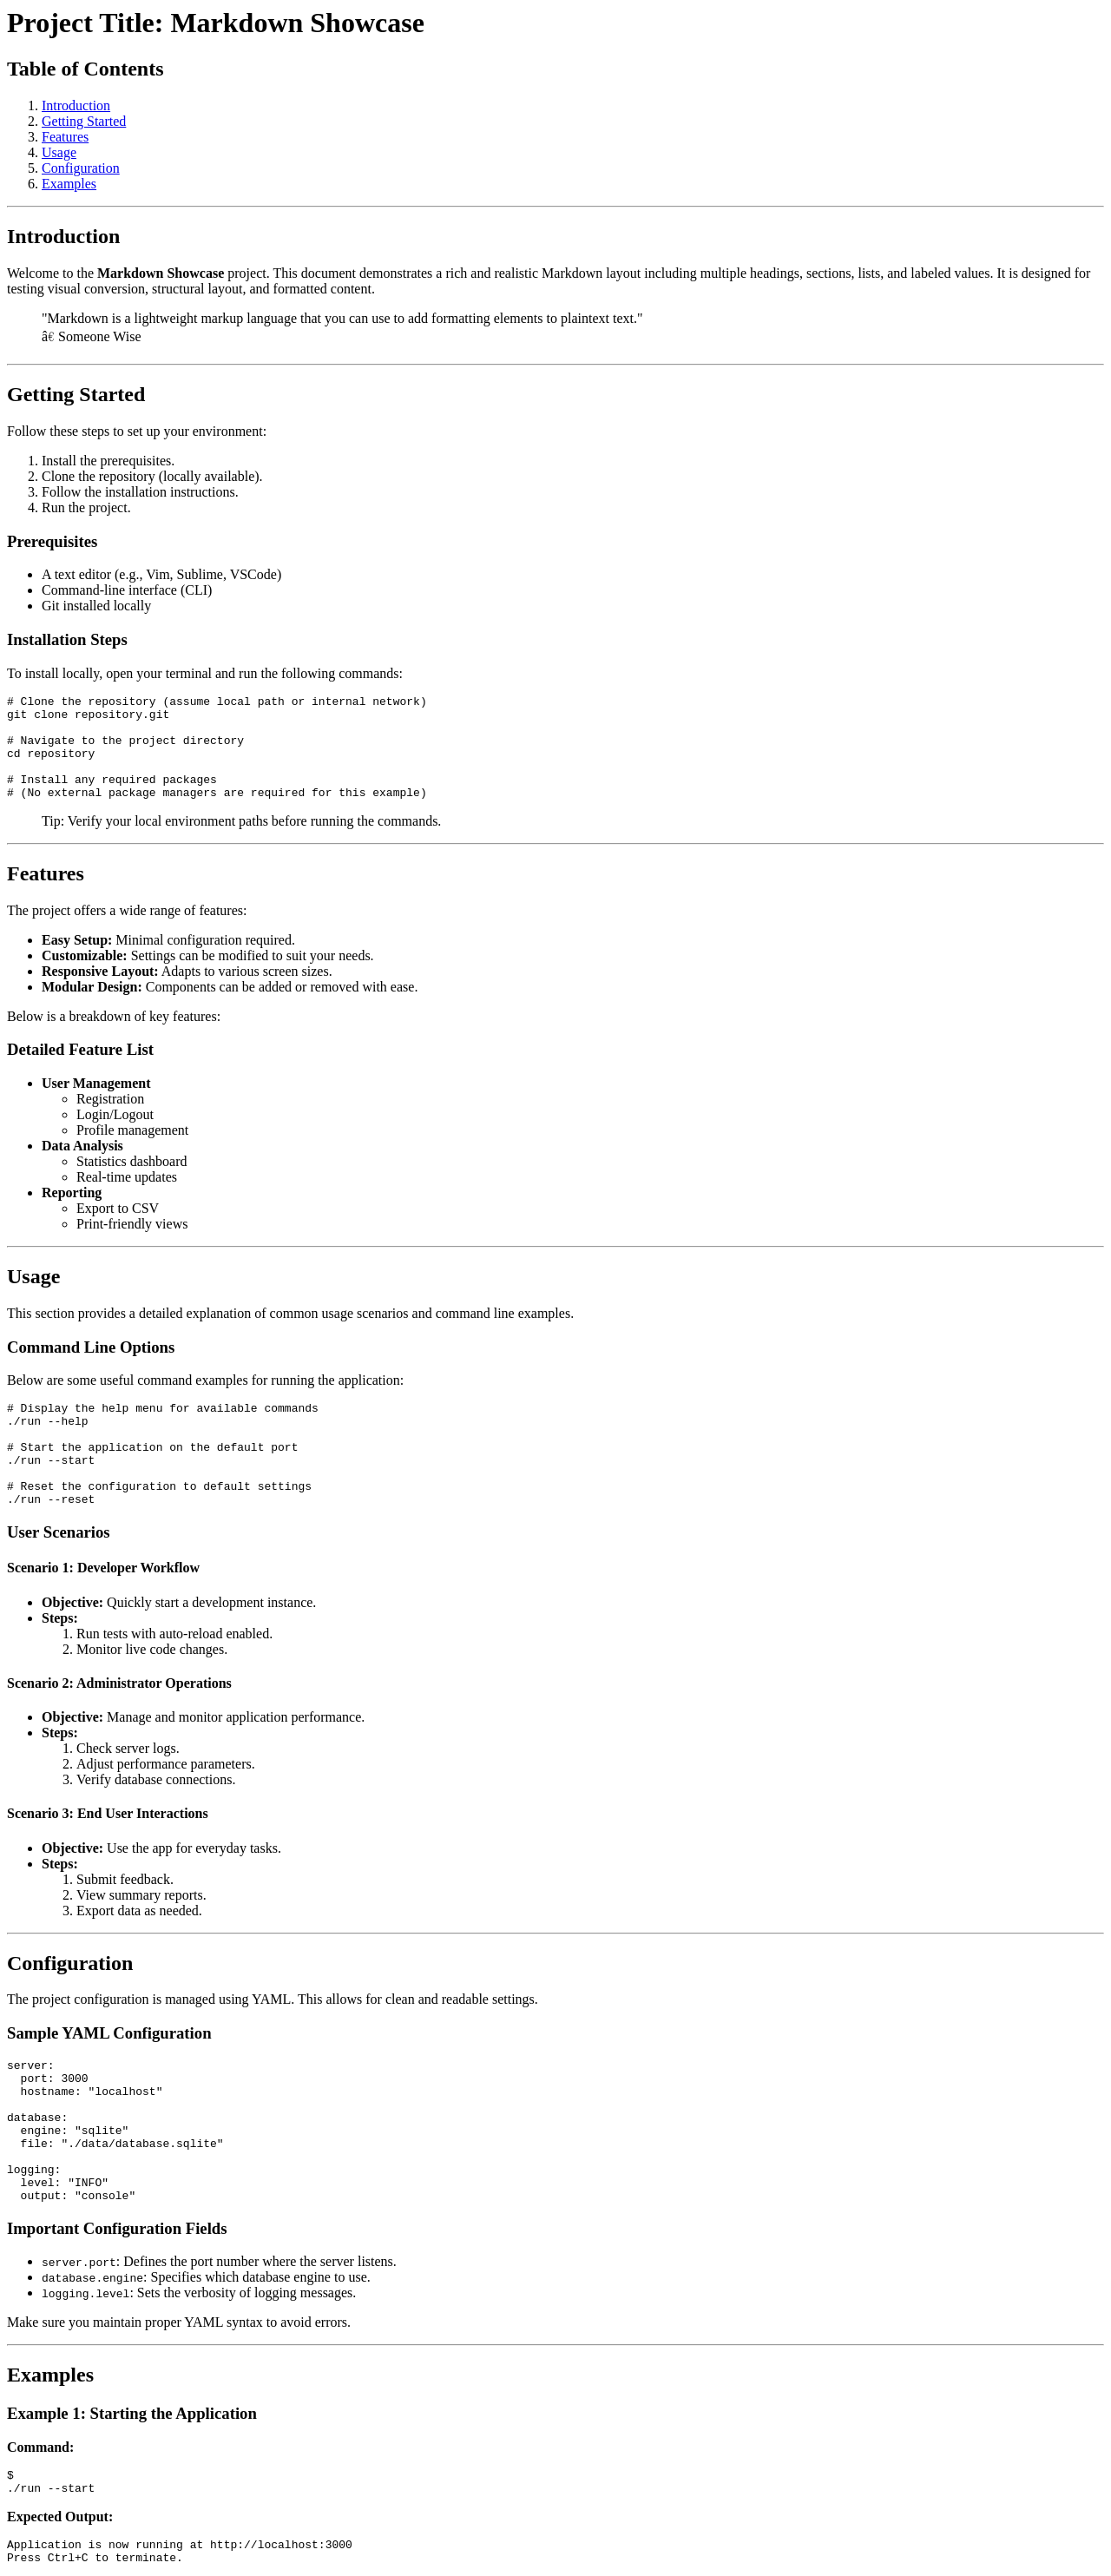 Project Title: Markdown Showcase
Table of Contents
1. Introduction
2. Getting Started
3. Features
4. Usage
5. Configuration
6. Examples
Introduction
Welcome to the Markdown Showcase project. This document demonstrates a rich and realistic Markdown layout including multiple headings, sections, lists, and labeled values. It is designed for
testing visual conversion, structural layout, and formatted content.
"Markdown is a lightweight markup language that you can use to add formatting elements to plaintext text."
â€ Someone Wise
Getting Started
Follow these steps to set up your environment:
1. Install the prerequisites.
2. Clone the repository (locally available).
3. Follow the installation instructions.
4. Run the project.
Prerequisites
• A text editor (e.g., Vim, Sublime, VSCode)
• Command-line interface (CLI)
• Git installed locally
Installation Steps
To install locally, open your terminal and run the following commands:
# Clone the repository (assume local path or internal network)
git clone repository.git
# Navigate to the project directory
cd repository
# Install any required packages
# (No external package managers are required for this example)
Tip: Verify your local environment paths before running the commands.
Features
The project offers a wide range of features:
• Easy Setup: Minimal configuration required.
• Customizable: Settings can be modified to suit your needs.
• Responsive Layout: Adapts to various screen sizes.
• Modular Design: Components can be added or removed with ease.
Below is a breakdown of key features:
Detailed Feature List
• User Management
◦ Registration
◦ Login/Logout
◦ Profile management
• Data Analysis
◦ Statistics dashboard
◦ Real-time updates
• Reporting
◦ Export to CSV
◦ Print-friendly views
Usage
This section provides a detailed explanation of common usage scenarios and command line examples.
Command Line Options
Below are some useful command examples for running the application:
# Display the help menu for available commands
./run --help
# Start the application on the default port
./run --start
# Reset the configuration to default settings
./run --reset
User Scenarios
Scenario 1: Developer Workflow
• Objective: Quickly start a development instance.
• Steps:
1. Run tests with auto-reload enabled.
2. Monitor live code changes.
Scenario 2: Administrator Operations
• Objective: Manage and monitor application performance.
• Steps:
1. Check server logs.
2. Adjust performance parameters.
3. Verify database connections.
Scenario 3: End User Interactions
• Objective: Use the app for everyday tasks.
• Steps:
1. Submit feedback.
2. View summary reports.
3. Export data as needed.
Configuration
The project configuration is managed using YAML. This allows for clean and readable settings.
Sample YAML Configuration
server:
  port: 3000
  hostname: "localhost"
database:
  engine: "sqlite"
  file: "./data/database.sqlite"
logging:
  level: "INFO"
  output: "console"
Important Configuration Fields
• server.port: Defines the port number where the server listens.
• database.engine: Specifies which database engine to use.
• logging.level: Sets the verbosity of logging messages.
Make sure you maintain proper YAML syntax to avoid errors.
Examples
Example 1: Starting the Application
Command:
$
./run --start
Expected Output:
Application is now running at http://localhost:3000
Press Ctrl+C to terminate.